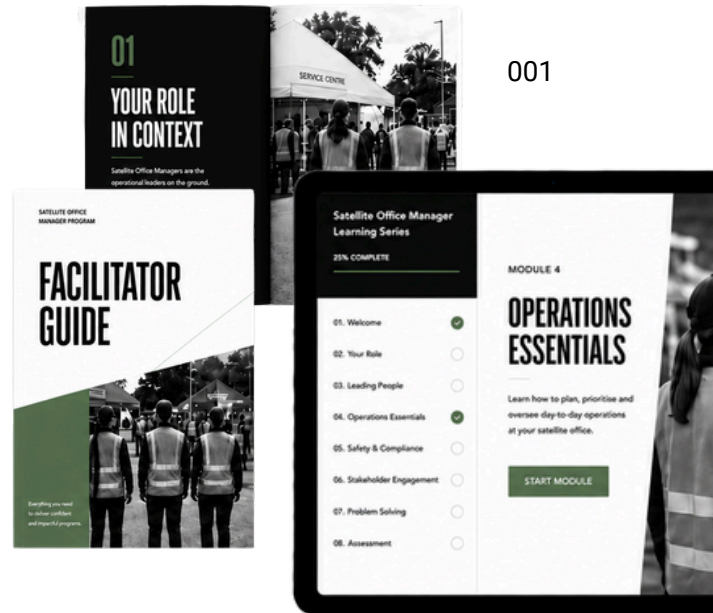 01
YOUR ROLE
IN CONTEXT
Satellite Office Managers are the
operational leaders on the ground.
SERVICE CENTRE
001
SATELLITE OFFICE
MANAGER PROGRAM
FACILITATOR
GUIDE
Everything you need
to deliver confident
and impactful programs.
Satellite Office Manager
Learning Series
25% COMPLETE
01. Welcome
02. Your Role
03. Leading People
04. Operations Essentials
05. Safety & Compliance
06. Stakeholder Engagement
07. Problem Solving
08. Assessment
MODULE 4
OPERATIONS
ESSENTIALS
Learn how to plan, prioritise and
oversee day-to-day operations
at your satellite office.
START MODULE